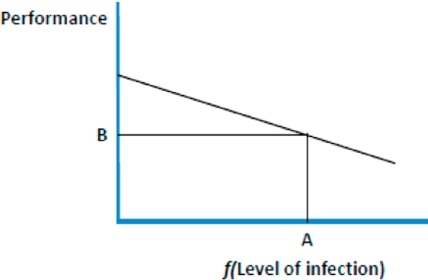 Performance
B
A
f(Level of infection)